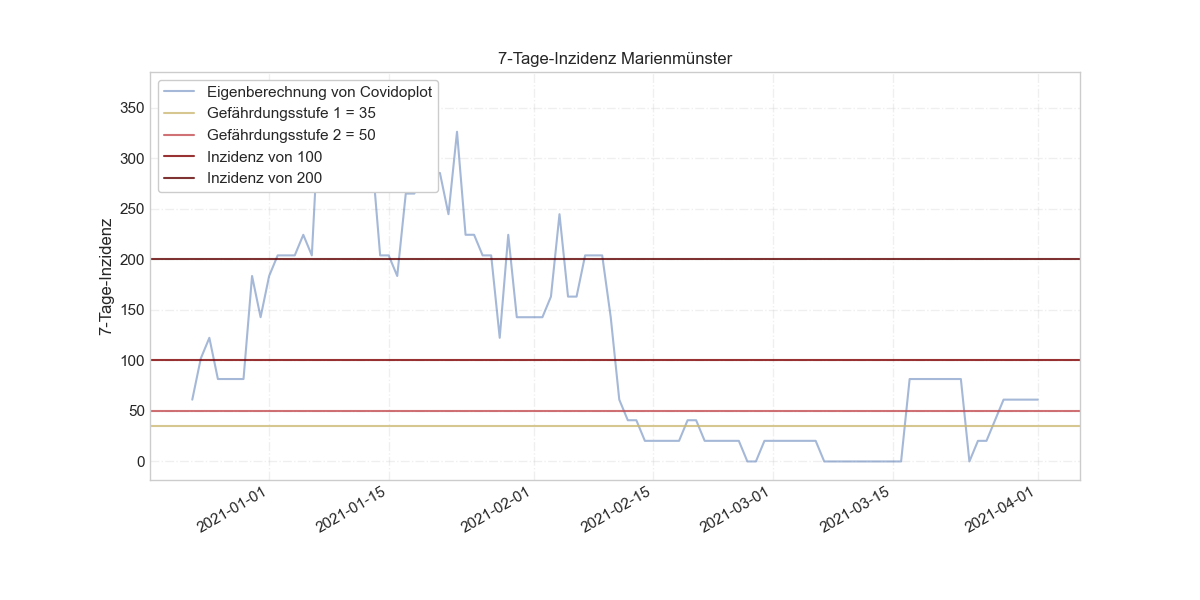 7-Tage-Inzidenz Marienmünster
Eigenberechnung von Covidoplot
Gefährdungsstufe 1 = 35
Gefährdungsstufe 2 = 50
Inzidenz von 100
Inzidenz von 200
7-Tage-Inzidenz
350
300
250
200
150
100
50
0
2021-01-01
2021-01-15
2021-02-01
2021-02-15
2021-03-01
2021-03-15
2021-04-01